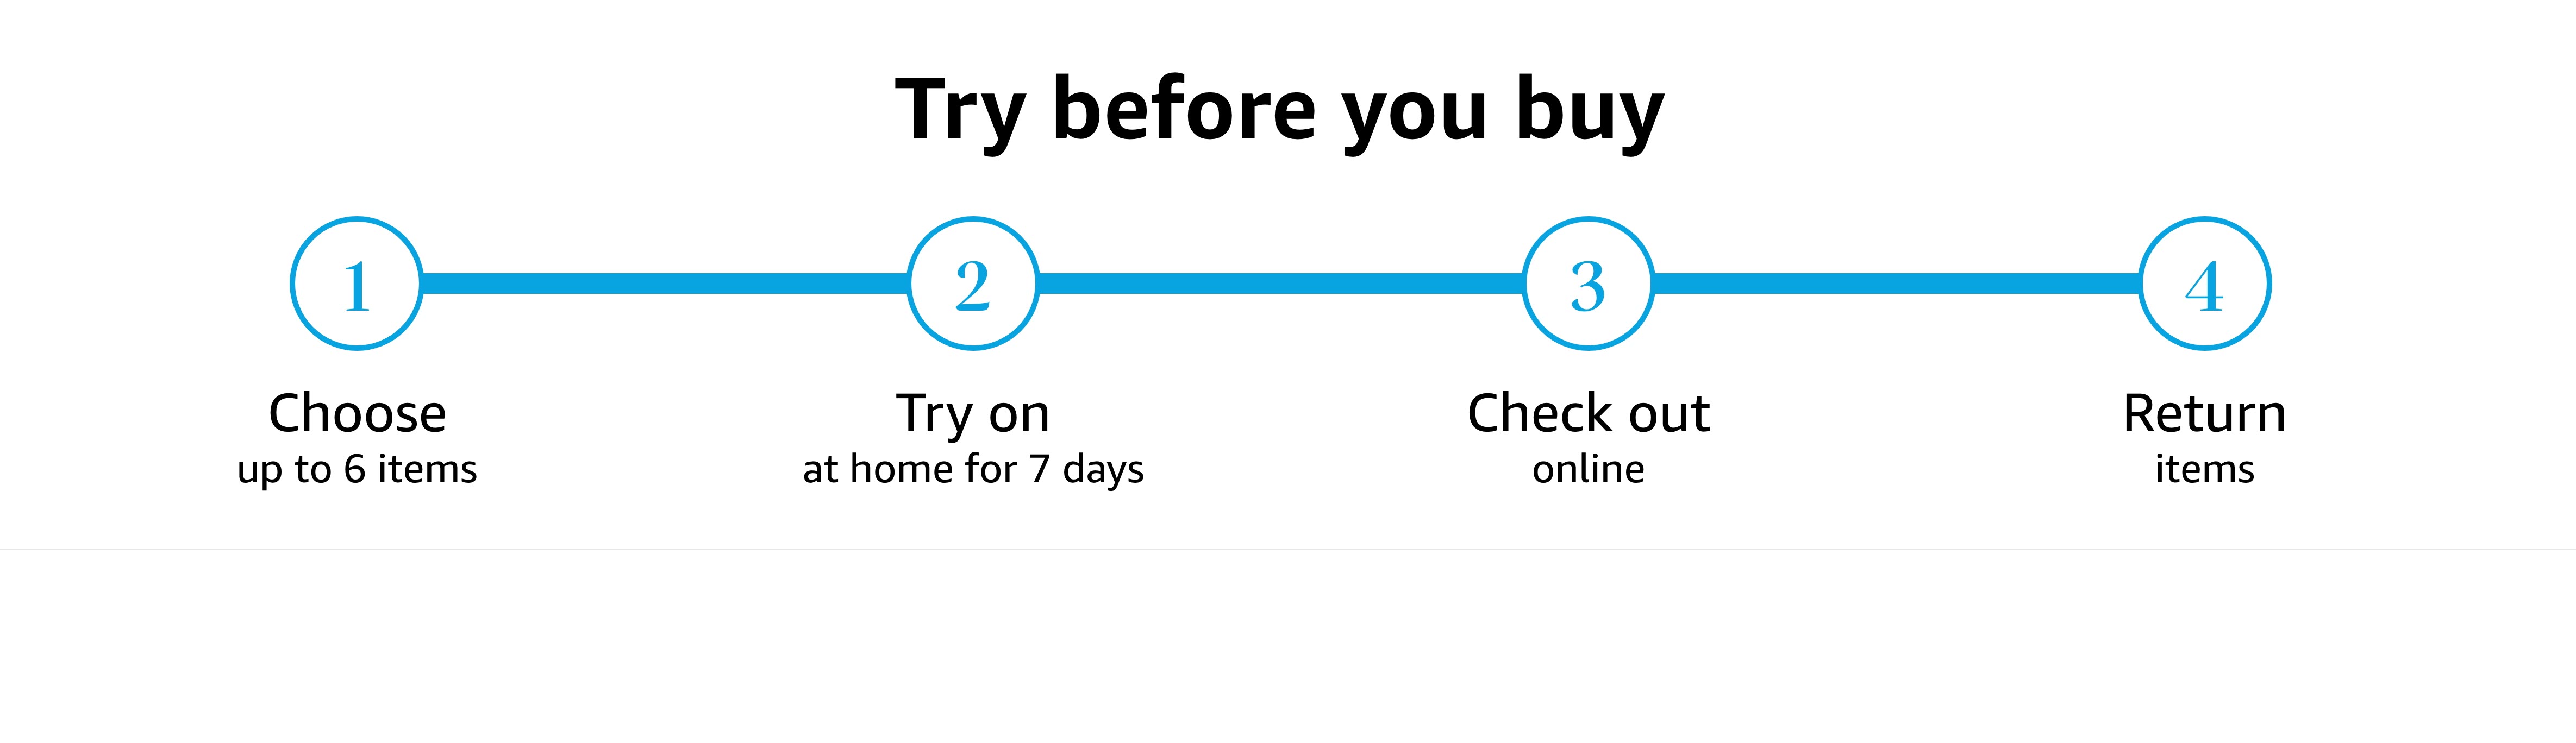 Try before you buy
1
2
3
4
Choose
up to 6 items
Try on
at home for 7 days
Check out
online
Return
items